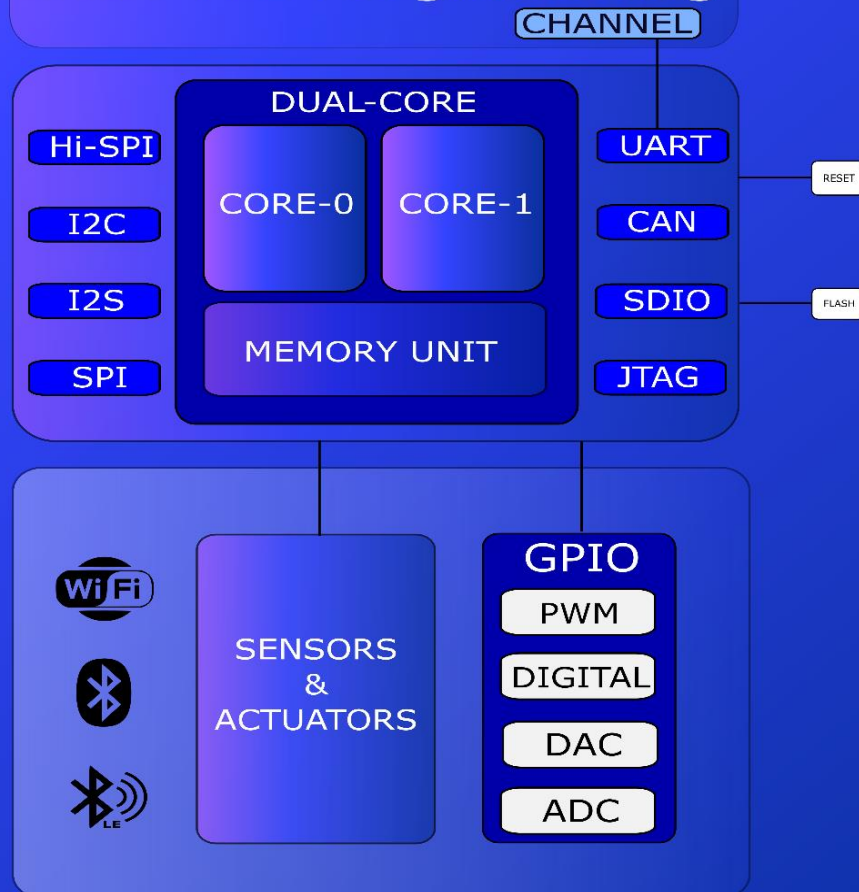 CHANNEL
DUAL-CORE
Hi-SPI
I2C
I2S
SPI
CORE-0
CORE-1
MEMORY UNIT
UART
CAN
SDIO
JTAG
RESET
FLASH
WiFi
LE
SENSORS
&
ACTUATORS
GPIO
PWM
DIGITAL
DAC
ADC